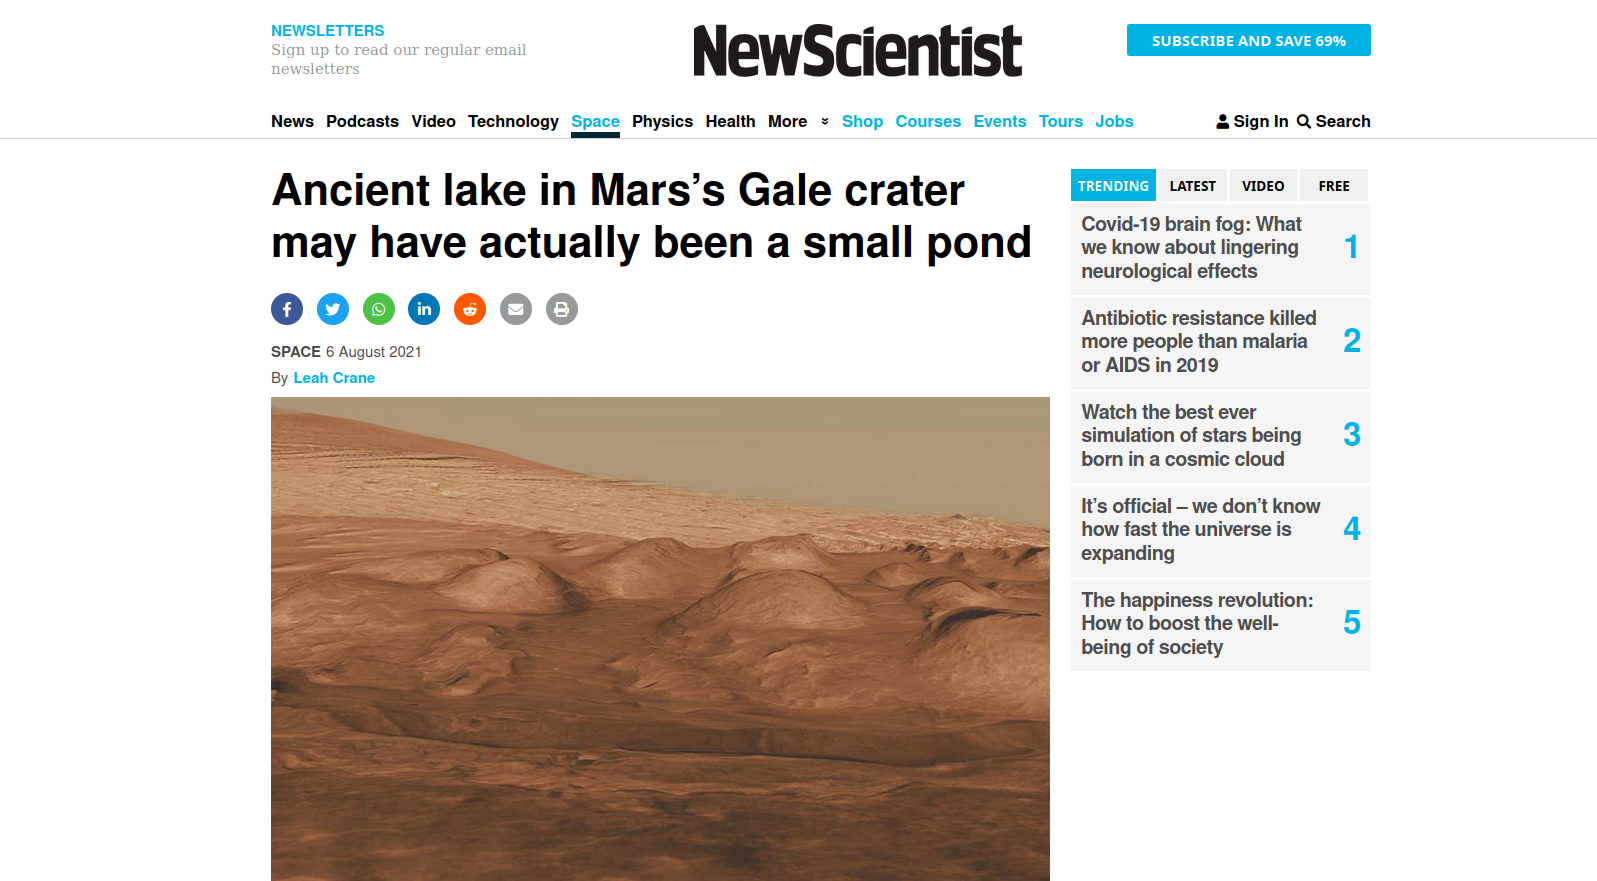 NEWSLETTERS
Sign up to read our regular email
newsletters
NewScientist
SUBSCRIBE AND SAVE 69%
News Podcasts Video Technology Space Physics Health More Shop Courses Events Tours Jobs Sign In Search
Ancient lake in Mars’s Gale crater
may have actually been a small pond
SPACE 6 August 2021
By Leah Crane
TRENDING LATEST VIDEO FREE
Covid-19 brain fog: What
we know about lingering
neurological effects
1
Antibiotic resistance killed
more people than malaria
or AIDS in 2019
2
Watch the best ever
simulation of stars being
born in a cosmic cloud
3
It’s official – we don’t know
how fast the universe is
expanding
4
The happiness revolution:
How to boost the well-
being of society
5